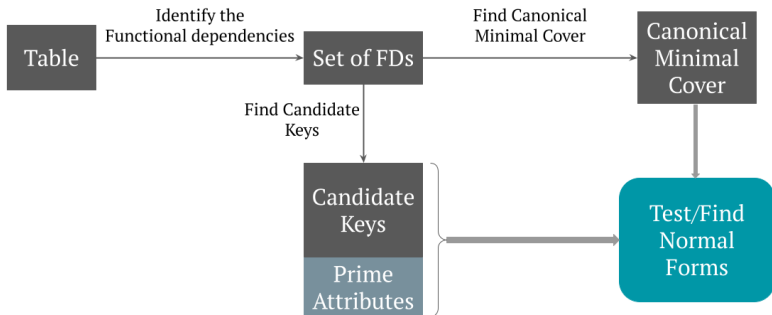 Identify the
Functional dependencies
Find Canonical
Minimal Cover
Table
Set of FDs
Canonical
Minimal
Cover
Find Candidate
Keys
Candidate
Keys
Prime
Attributes
Test/Find
Normal
Forms